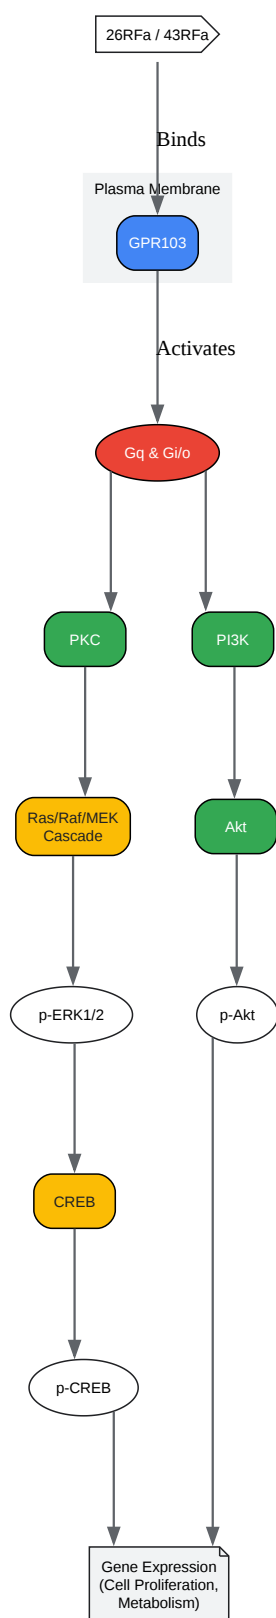 26RFa / 43RFa
Binds
Plasma Membrane
GPR103
Activates
Gq & Gi/o
PKC
PI3K
Ras/Raf/MEK
Cascade
Akt
p-ERK1/2
p-Akt
CREB
p-CREB
Gene Expression
(Cell Proliferation,
Metabolism)